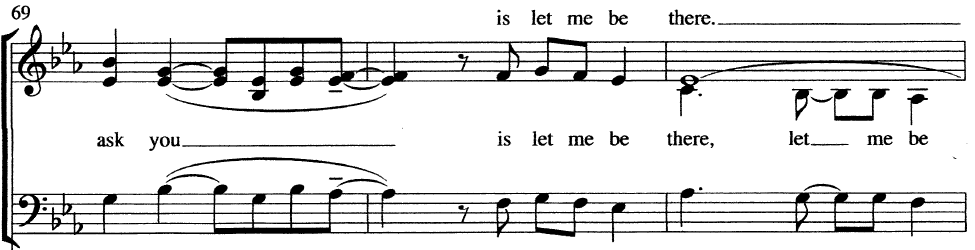 69
is let me be there.
ask you is let me be there, let me be